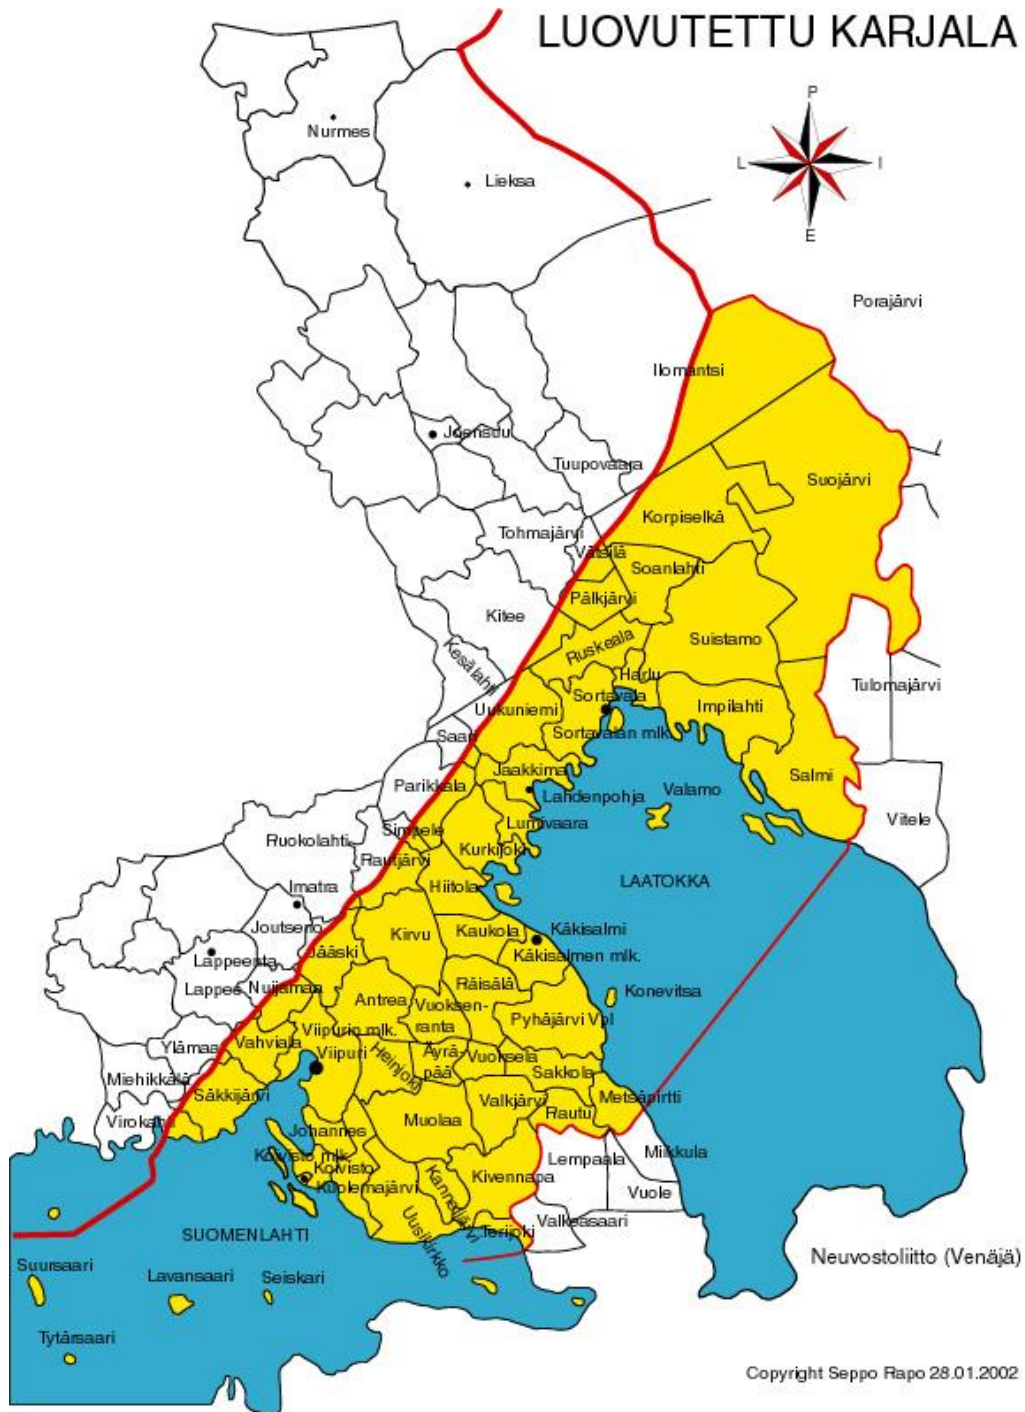 LUOVUTETTU KARJALA
P
L
I
E
Nurmes
Lieksa
Porajärvi
Ilomantsi
Joensuu
Tuupovaara
Suojärvi
Korpiselkä
Tohmajärvi
Värtsilä
Soanlahti
Pälkjärvi
Kitee
Ruskeala
Suistamo
Kesälahti
Harlu
Tulomajärvi
Sortavala
Uukuniemi
Impilahti
Sortavalan mlk.
Saari
Jaakkima
Salmi
Parikkala
Valamo
Lahdenpohja
Vitele
Simpele
Lumivaara
Ruokolahti
Kurkijoki
Rautjärvi
Hiitola
LAATOKKA
Imatra
Joutseno
Kirvu
Kaukola
Käkisalmi
Jääski
Käkisalmen mlk.
Lappeenta
Lappee
Nuijamaa
Räisälä
Antrea
Konevitsa
Vuoksen-
ranta
Pyhäjärvi Vpl
Viipurin mlk.
Ylämaa
Vahviala
Viipuri
Heinjoki
Äyrä-
pää
Vuoksela
Sakkola
Miehikkälä
Säkkijärvi
Valkjärvi
Metsäpirtti
Rautu
Virolahti
Muolaa
Johannes
Koivisto mlk.
Koivisto
Kuolemajärvi
Lempaala
Miikkula
Kivennapa
Kanneljärvi
Vuole
Uusikirkko
Terijoki
Valkeasaari
SUOMENLAHTI
Neuvostoliitto (Venäjä)
Suursaari
Lavansaari
Seiskari
Tytärsaari
Copyright Seppo Rapo 28.01.2002